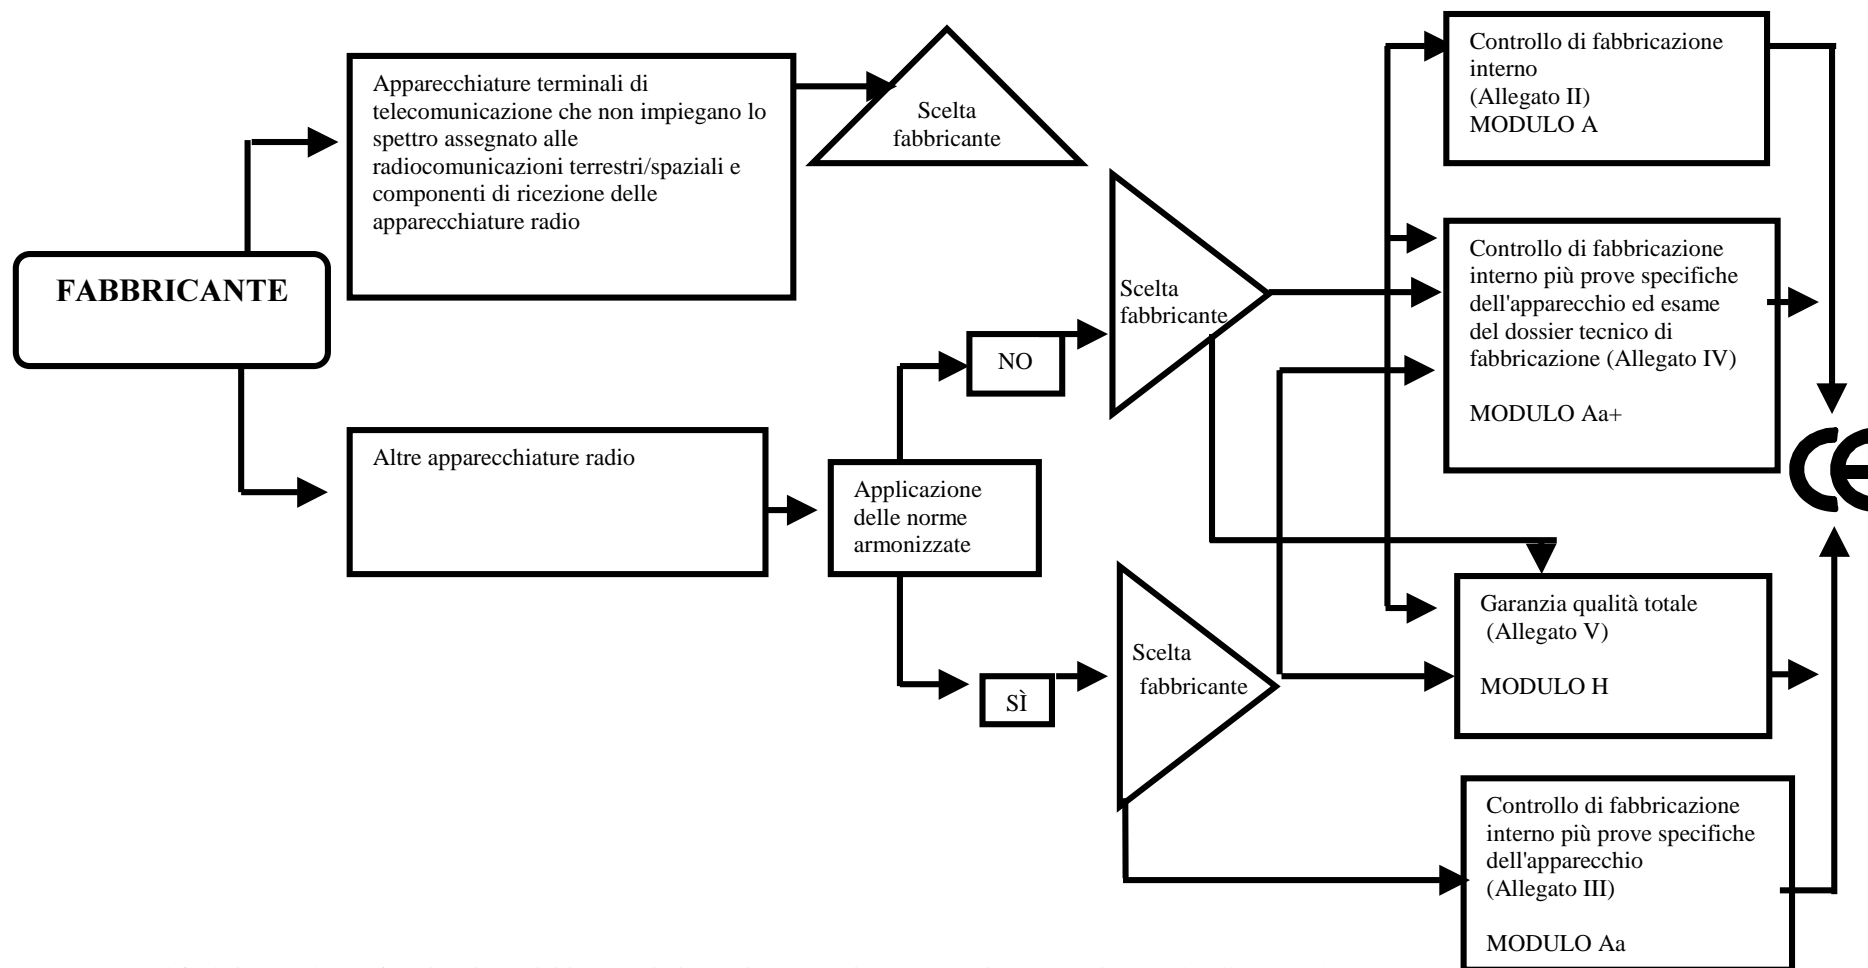 FABBRICANTE
Apparecchiature terminali di
telecomunicazione che non impiegano lo
spettro assegnato alle
radiocomunicazioni terrestri/spaziali e
componenti di ricezione delle
apparecchiature radio
Scelta
fabbricante
Altre apparecchiature radio
Applicazione
delle norme
armonizzate
NO
Scelta
fabbricante
SÌ
Scelta
fabbricante
Controllo di fabbricazione
interno
(Allegato II)
MODULO A
Controllo di fabbricazione
interno più prove specifiche
dell'apparecchio ed esame
del dossier tecnico di
fabbricazione (Allegato IV)
MODULO Aa+
CE
Garanzia qualità totale
(Allegato V)
MODULO H
Controllo di fabbricazione
interno più prove specifiche
dell'apparecchio
(Allegato III)
MODULO Aa